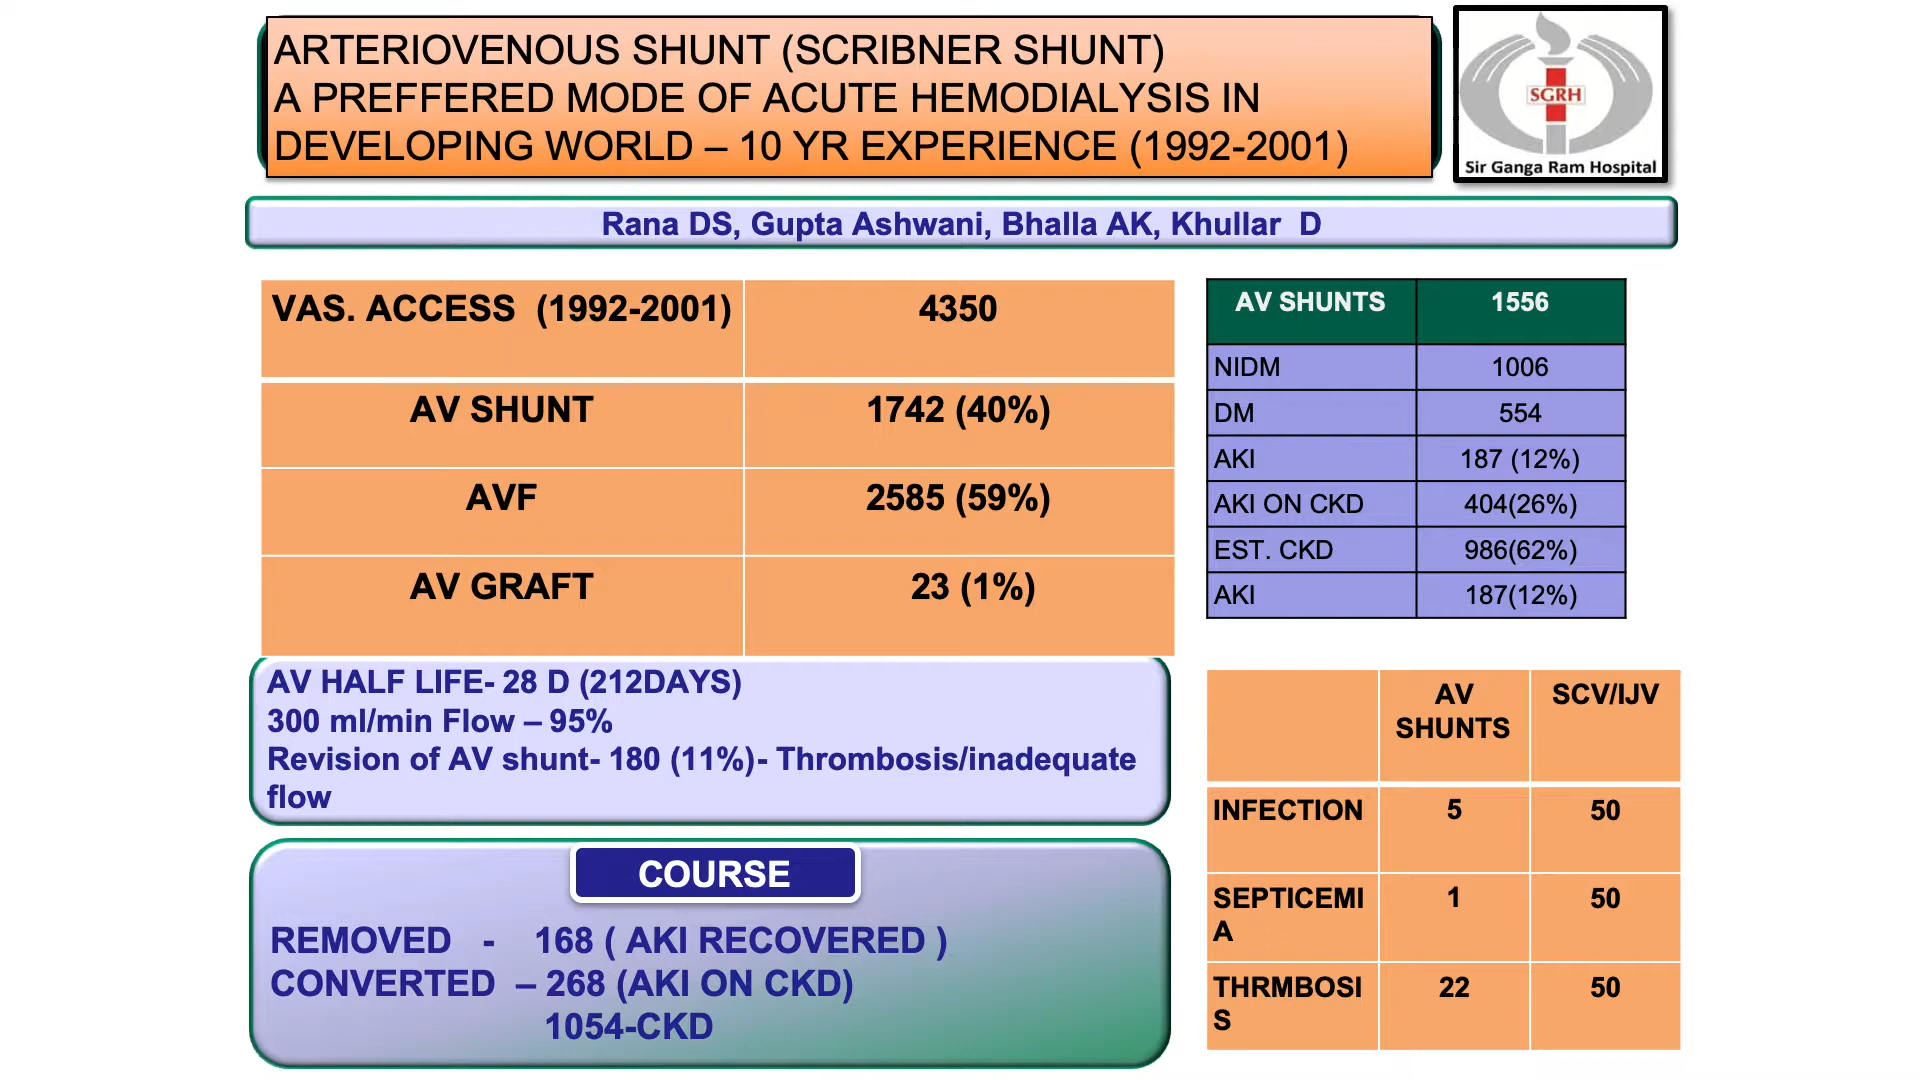 ARTERIOVENOUS SHUNT (SCRIBNER SHUNT)
A PREFFERED MODE OF ACUTE HEMODIALYSIS IN
DEVELOPING WORLD – 10 YR EXPERIENCE (1992-2001)
SGRH
Sir Ganga Ram Hospital
Rana DS, Gupta Ashwani, Bhalla AK, Khullar D
VAS. ACCESS (1992-2001) 4350
AV SHUNT 1742 (40%)
AVF 2585 (59%)
AV GRAFT 23 (1%)
AV SHUNTS 1556
NIDM 1006
DM 554
AKI 187 (12%)
AKI ON CKD 404(26%)
EST. CKD 986(62%)
AKI 187(12%)
AV HALF LIFE- 28 D (212DAYS)
300 ml/min Flow – 95%
Revision of AV shunt- 180 (11%)- Thrombosis/inadequate
flow
COURSE
REMOVED - 168 ( AKI RECOVERED )
CONVERTED – 268 (AKI ON CKD)
1054-CKD
AV SCV/IJV
SHUNTS
INFECTION 5 50
SEPTICEMI 1 50
A
THRMBOSI 22 50
S